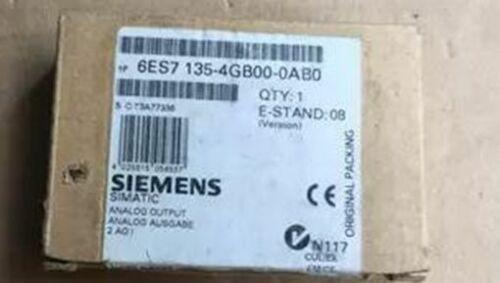 1P 6ES7 135-4GB00-0AB0
QTY: 1
E-STAND: 08
(Version)
SIEMENS
SIMATIC
ANALOG OUTPUT
ANALOG AUSGABE
2 AO I
CE
N117
ORIGINAL PACKING